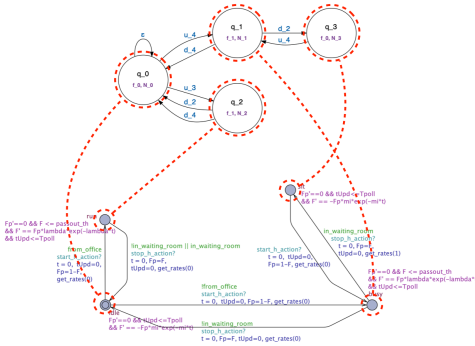 ε
q_0
f_0, N_0
u_4
d_4
q_1
f_1, N_1
d_2
u_4
q_3
f_0, N_3
u_3
d_2
d_4
q_2
f_1, N_2
run
Fp'==0 && F <= passout_th
&& F' == Fp*lambda*exp(-lambda*t)
&& tUpd<=Tpoll
ffrom_office
start_h_action?
t = 0, tUpd=0,
Fp=1-F,
get_rates(0)
!in_waiting_room || in_waiting_room
stop_h_action?
t = 0, Fp=F,
tUpd=0, get_rates(0)
Fp'==0 && tUpd<=Tpoll
&& F' == -Fp*mi*exp(-mi*t)
start_h_action?
t = 0, tUpd=0,
Fp=1-F, get_rates(0)
in_waiting_room
stop_h_action?
t = 0, Fp=F,
tUpd=0, get_rates(1)
Fp'==0 && F <= passout_th
&& F' == Fp*lambda*exp(-lambda*
&& tUpd<=Tpoll
busy
!from_office
start_h_action?
t = 0, tUpd=0, Fp=1-F, get_rates(0)
idle
Fp'==0 && tUpd<=Tpoll
&& F' == -Fp*mi*exp(-mi*t)
!in_waiting_room
stop_h_action?
t = 0, Fp=F, tUpd=0, get_rates(0)